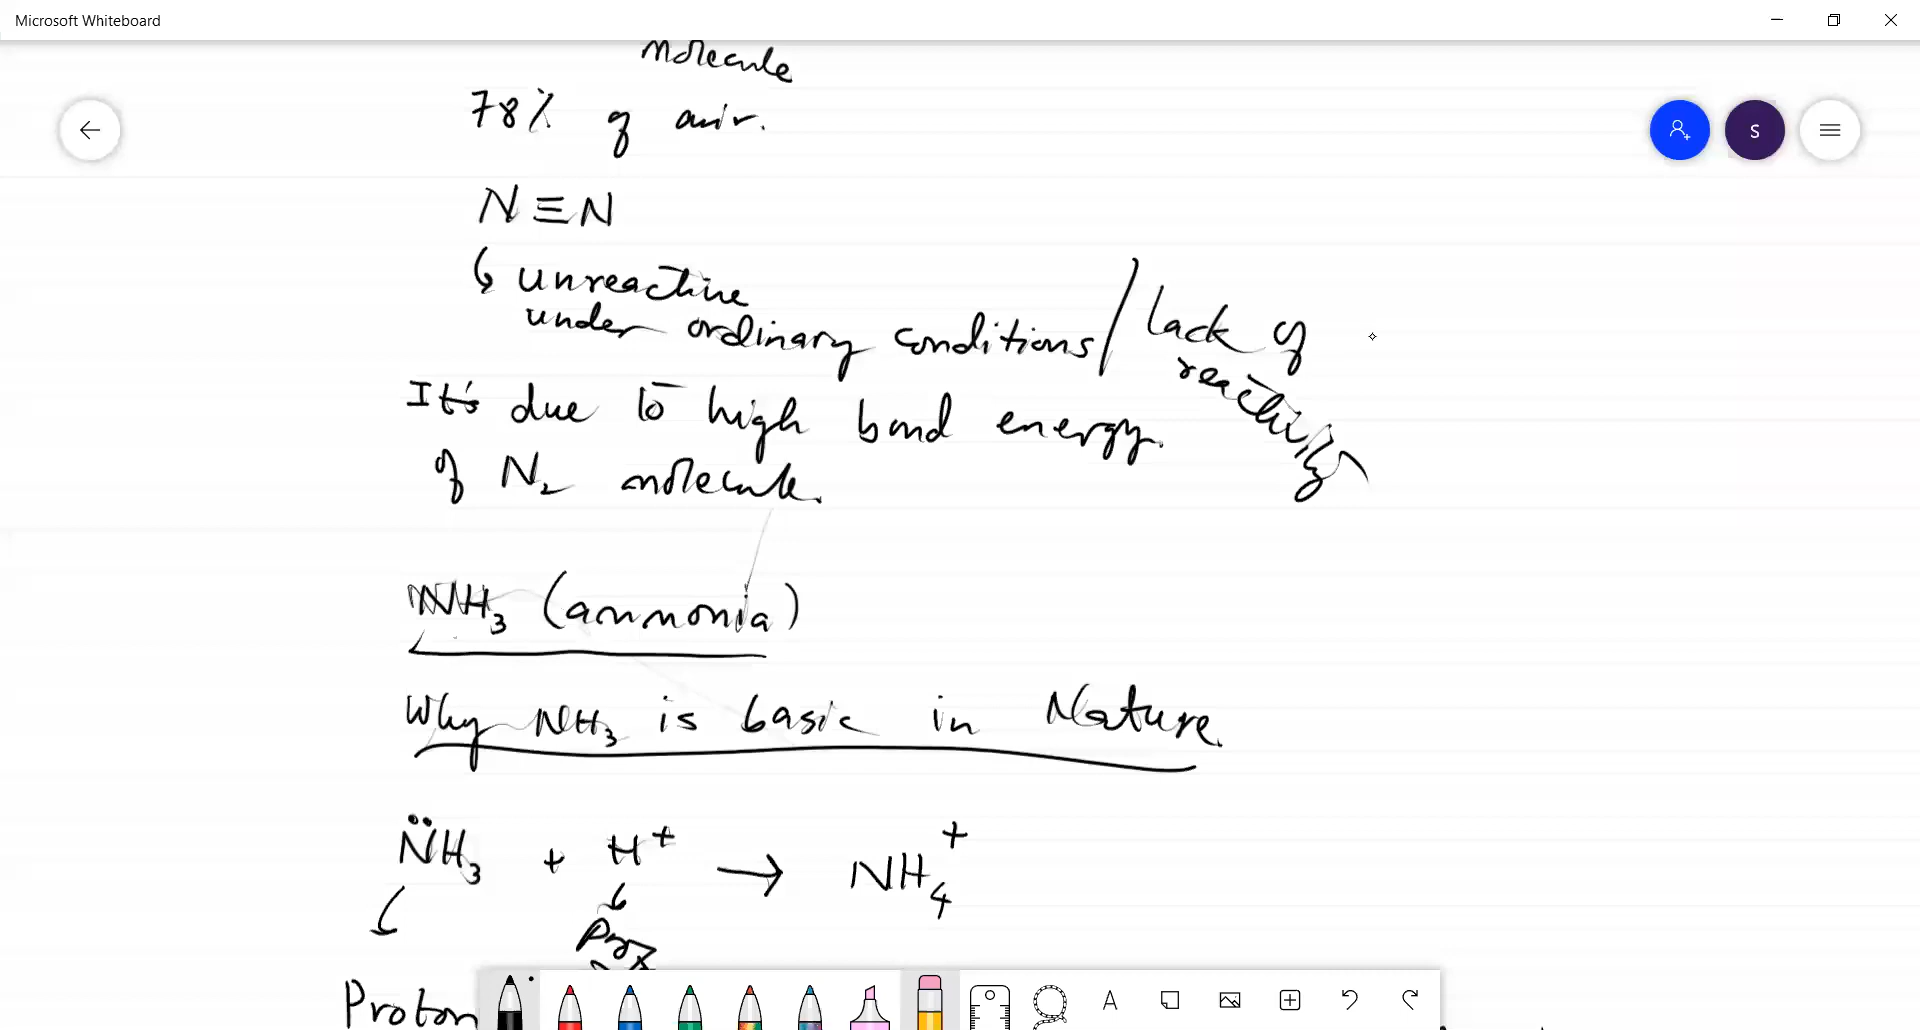 Microsoft Whiteboard
molecule
78% of air.
N≡N
↳ unreactive
under ordinary conditions / lack of
reactivity
It's due to high bond energy.
of N₂ molecule.
NH₃ (ammonia)
Why NH₃ is basic in Nature.
N̈H₃ + H⁺ → NH₄⁺
Proton
S
A